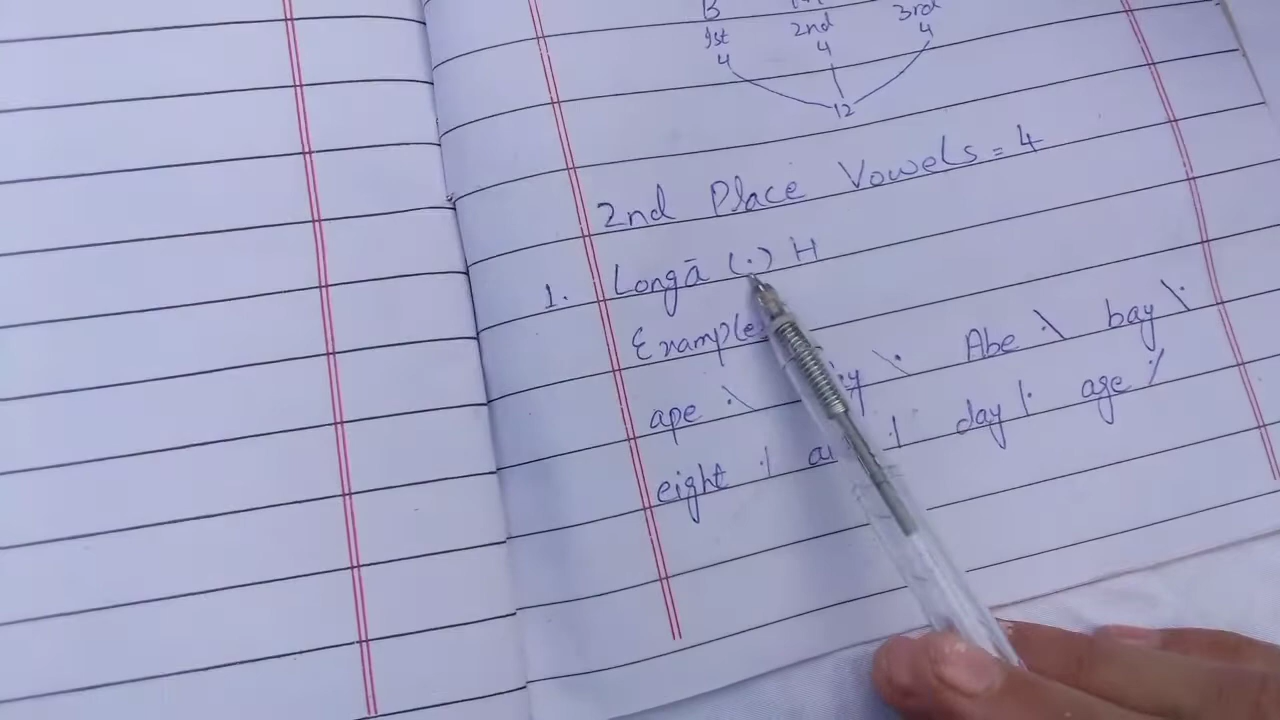 B 3rd
1st 2nd 4
4 4
12
2nd Place Vowels = 4
1. Longā (.) H
Example
ape .\ \. Abe .\ bay \.
eight .| .| day |. age ./